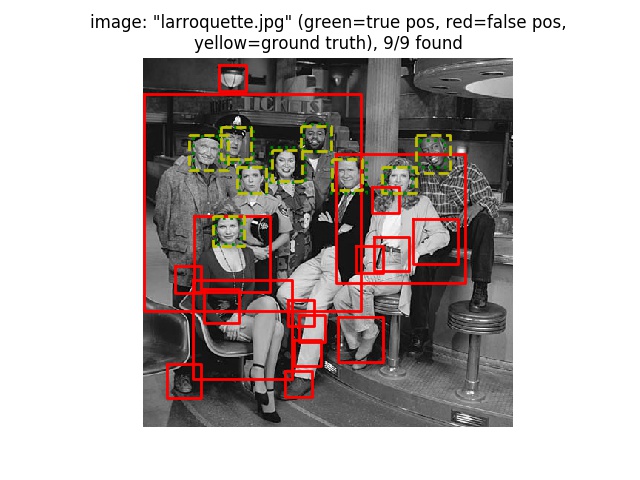 image: "larroquette.jpg" (green=true pos, red=false pos,
yellow=ground truth), 9/9 found